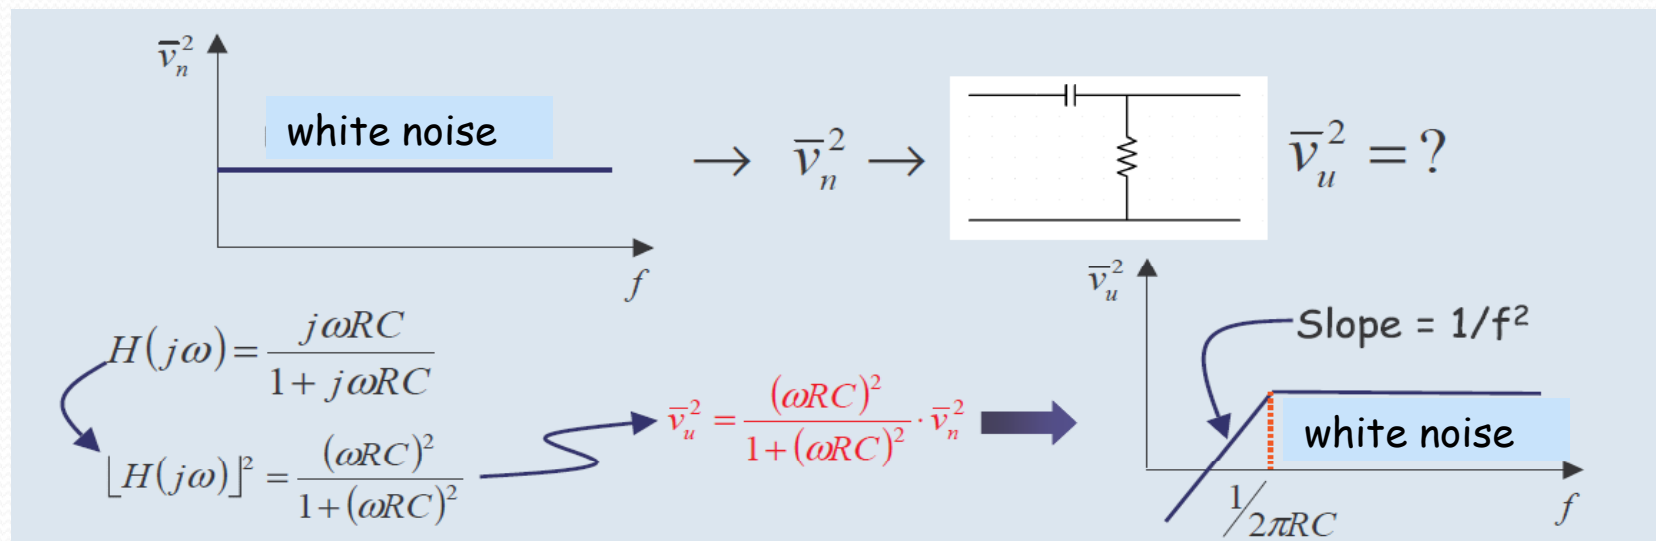 v̅ₙ²
white noise
→ v̅ₙ² →
v̅ᵤ² = ?
f
v̅ᵤ²
Slope = 1/f²
H(jω) = jωRC / (1 + jωRC)
⌊H(jω)⌋² = (ωRC)² / (1 + (ωRC)²)
v̅ᵤ² = (ωRC)² / (1 + (ωRC)²) · v̅ₙ²
white noise
1/2πRC
f